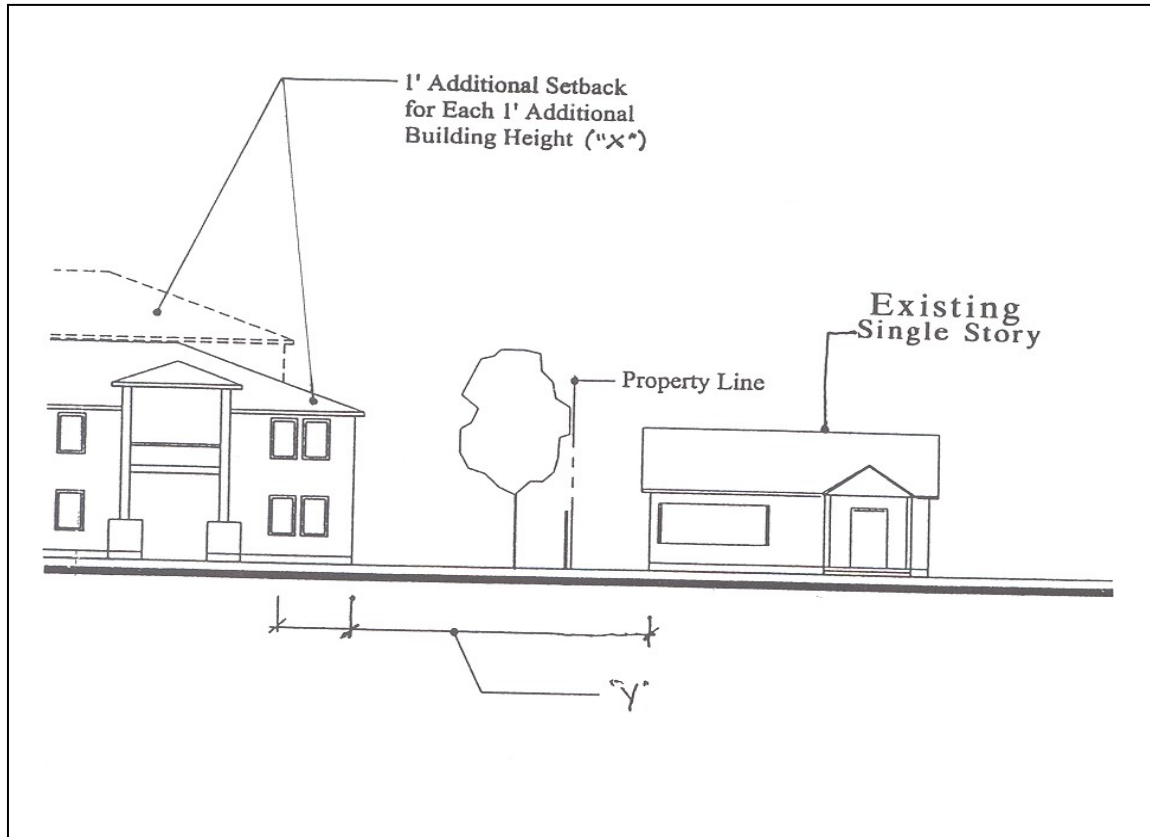 1' Additional Setback
for Each 1' Additional
Building Height ("X")
Existing
Single Story
Property Line
"Y"